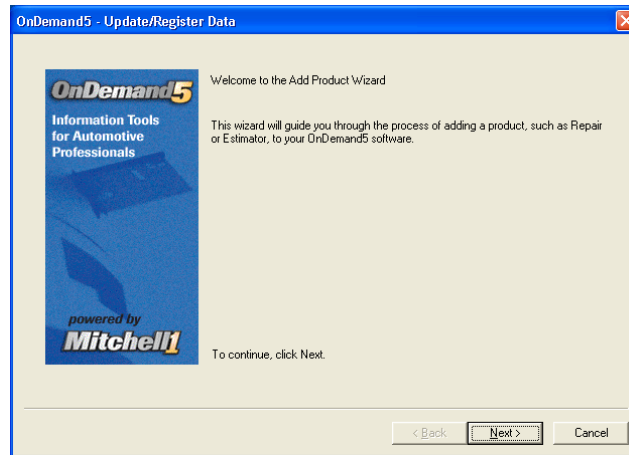 OnDemand5 - Update/Register Data
OnDemand5
Information Tools
for Automotive
Professionals
powered by
Mitchell1
Welcome to the Add Product Wizard
This wizard will guide you through the process of adding a product, such as Repair
or Estimator, to your OnDemand5 software.
To continue, click Next.
< Back
Next >
Cancel